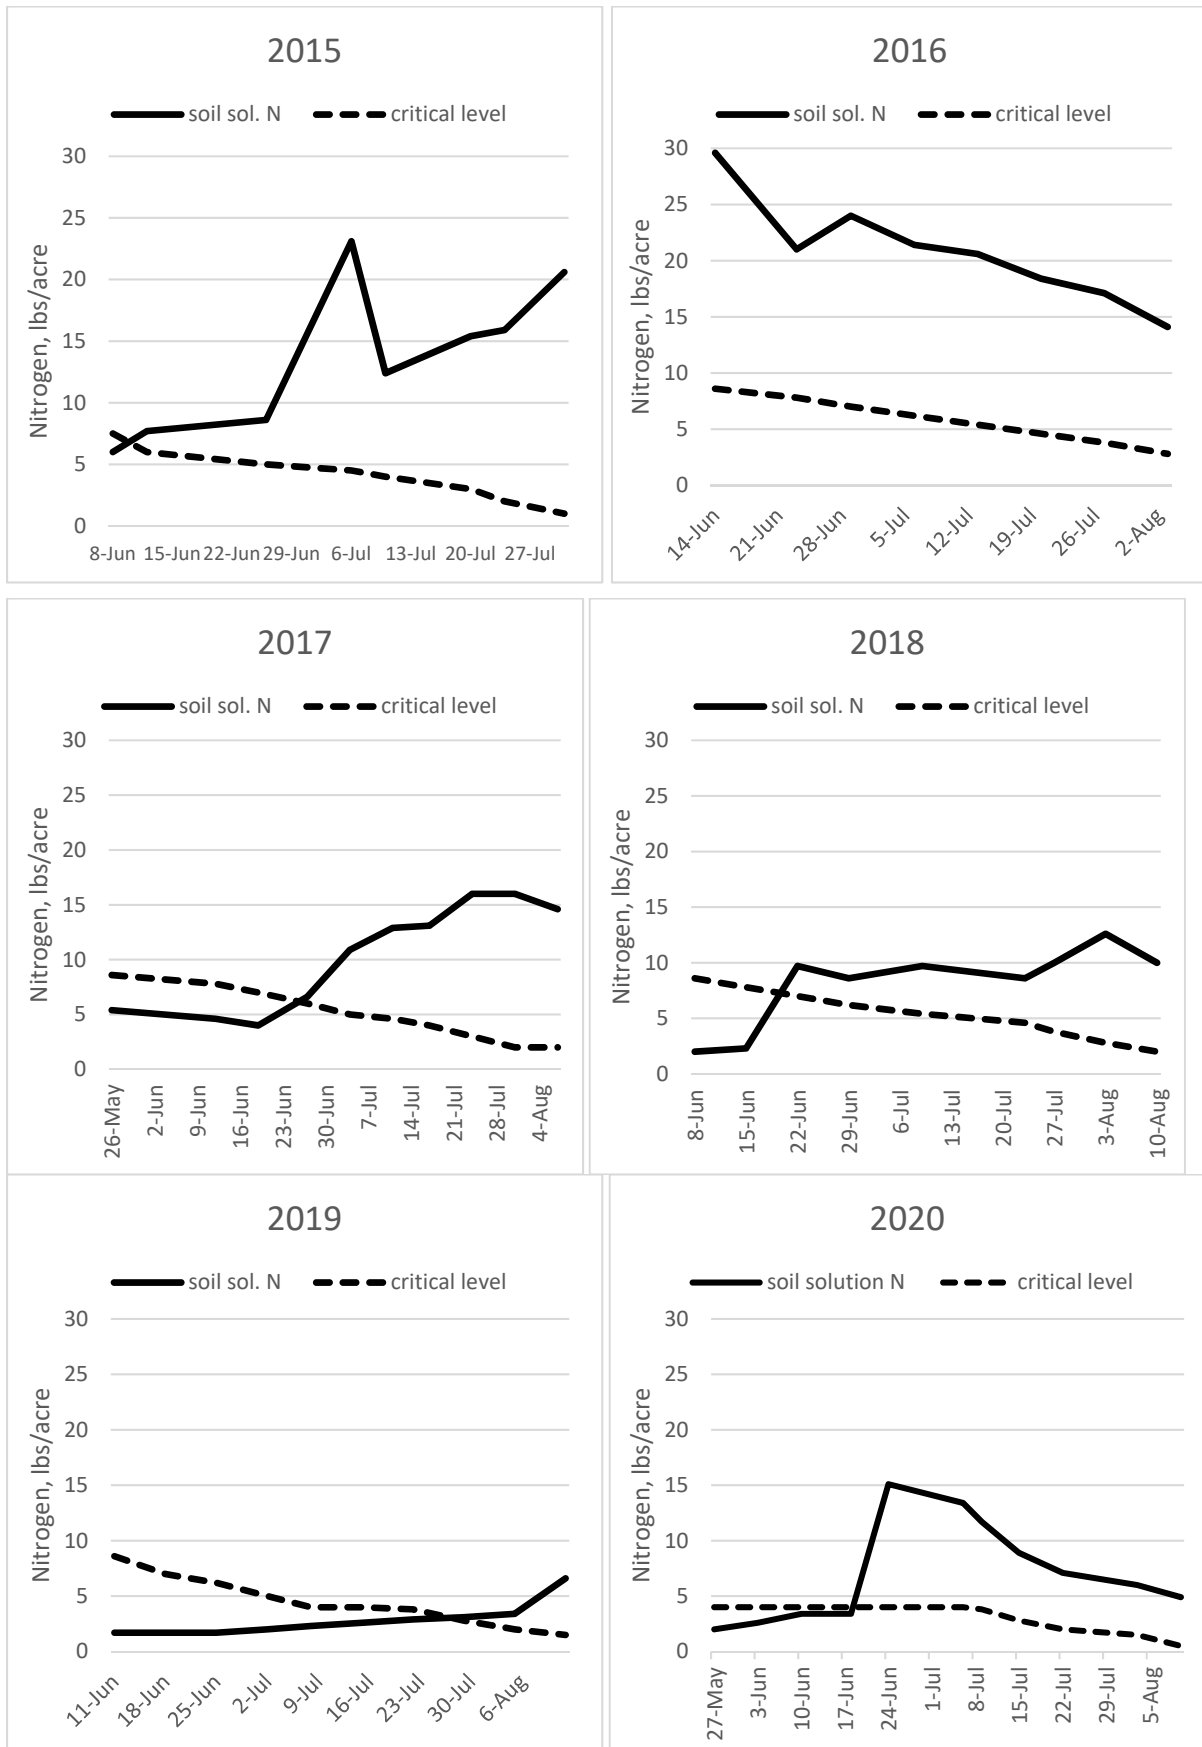 2015
soil sol. N critical level
Nitrogen, lbs/acre
30
25
20
15
10
5
0
8-Jun 15-Jun 22-Jun 29-Jun 6-Jul 13-Jul 20-Jul 27-Jul
2016
soil sol. N critical level
Nitrogen, lbs/acre
30
25
20
15
10
5
0
14-Jun 21-Jun 28-Jun 5-Jul 12-Jul 19-Jul 26-Jul 2-Aug
2017
soil sol. N critical level
Nitrogen, lbs/acre
30
25
20
15
10
5
0
26-May 2-Jun 9-Jun 16-Jun 23-Jun 30-Jun 7-Jul 14-Jul 21-Jul 28-Jul 4-Aug
2018
soil sol. N critical level
Nitrogen, lbs/acre
30
25
20
15
10
5
0
8-Jun 15-Jun 22-Jun 29-Jun 6-Jul 13-Jul 20-Jul 27-Jul 3-Aug 10-Aug
2019
soil sol. N critical level
Nitrogen, lbs/acre
30
25
20
15
10
5
0
11-Jun 18-Jun 25-Jun 2-Jul 9-Jul 16-Jul 23-Jul 30-Jul 6-Aug
2020
soil solution N critical level
Nitrogen, lbs/acre
30
25
20
15
10
5
0
27-May 3-Jun 10-Jun 17-Jun 24-Jun 1-Jul 8-Jul 15-Jul 22-Jul 29-Jul 5-Aug